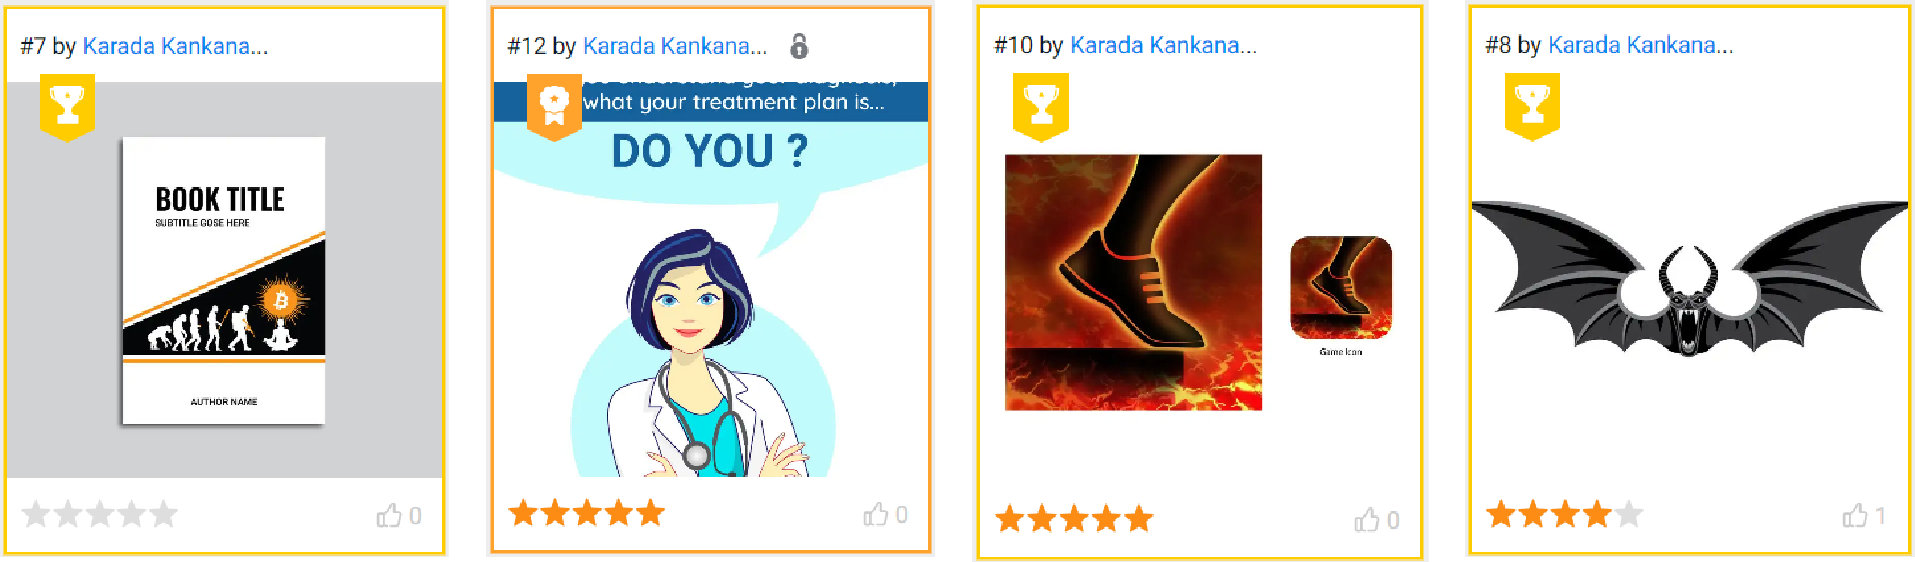 #7 by Karada Kankana...
BOOK TITLE
SUBTITLE GOSE HERE
AUTHOR NAME
0
#12 by Karada Kankana...
what your treatment plan is...
DO YOU ?
0
#10 by Karada Kankana...
Game Icon
0
#8 by Karada Kankana...
1